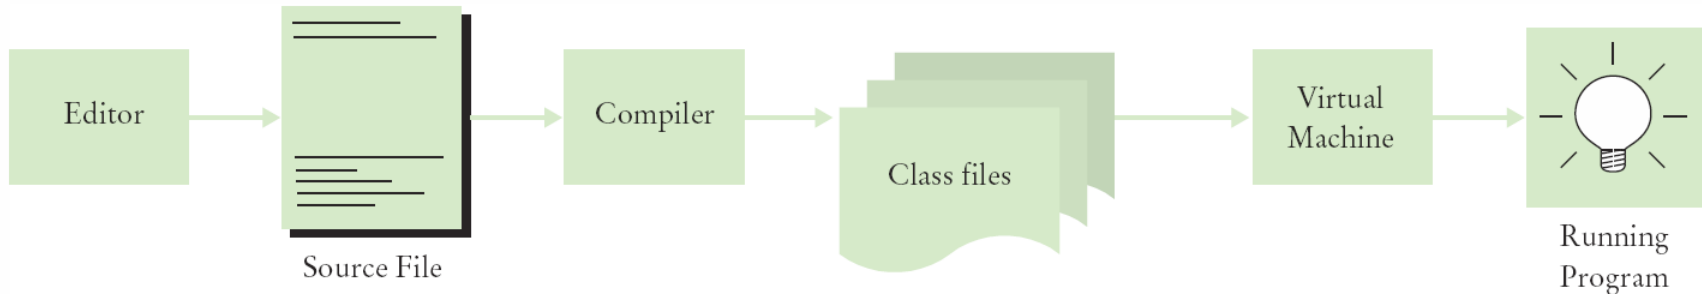 Editor
Source File
Compiler
Class files
Virtual
Machine
Running
Program